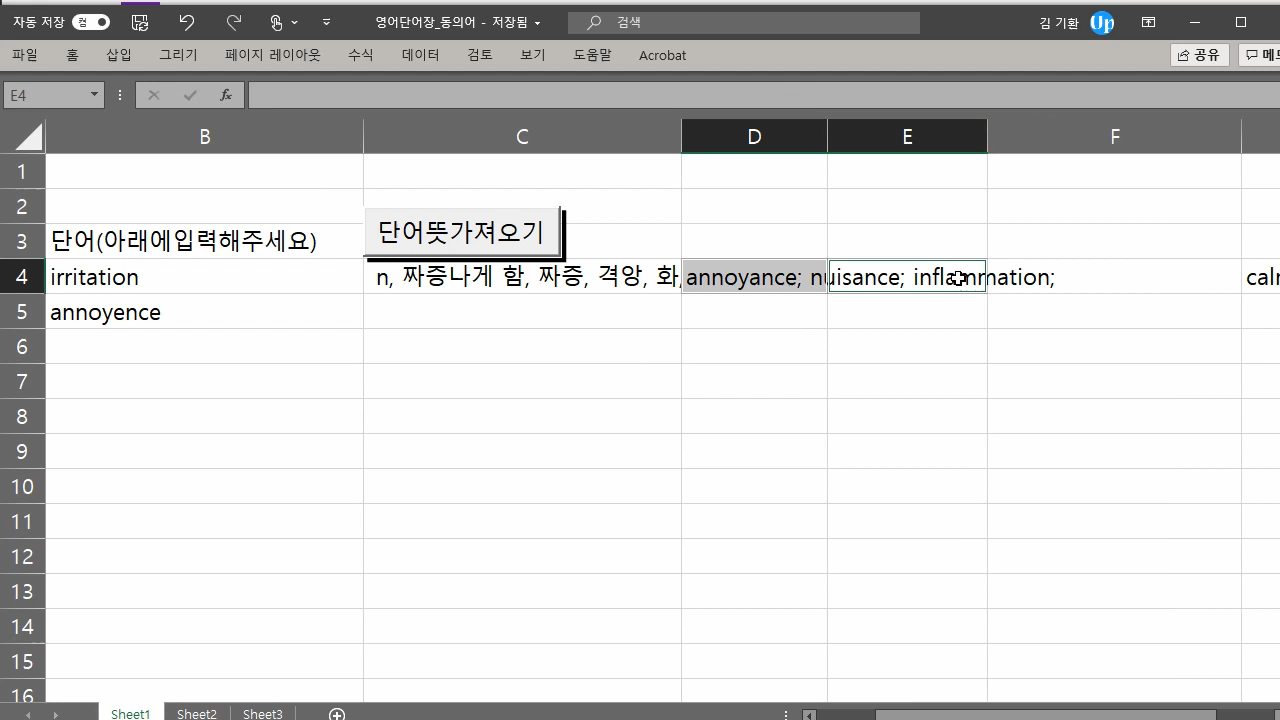 자동 저장 컴 영어단어장_동의어 - 저장됨 검색 김 기환 Up
파일 홈 삽입 그리기 페이지 레이아웃 수식 데이터 검토 보기 도움말 Acrobat 공유
E4 fx
B C D E F
1
2
3 단어(아래에입력해주세요) 단어뜻가져오기
4 irritation n, 짜증나게 함, 짜증, 격앙, 화, annoyance; nuisance; inflammation;
5 annoyence
6
7
8
9
10
11
12
13
14
15
16
Sheet1 Sheet2 Sheet3